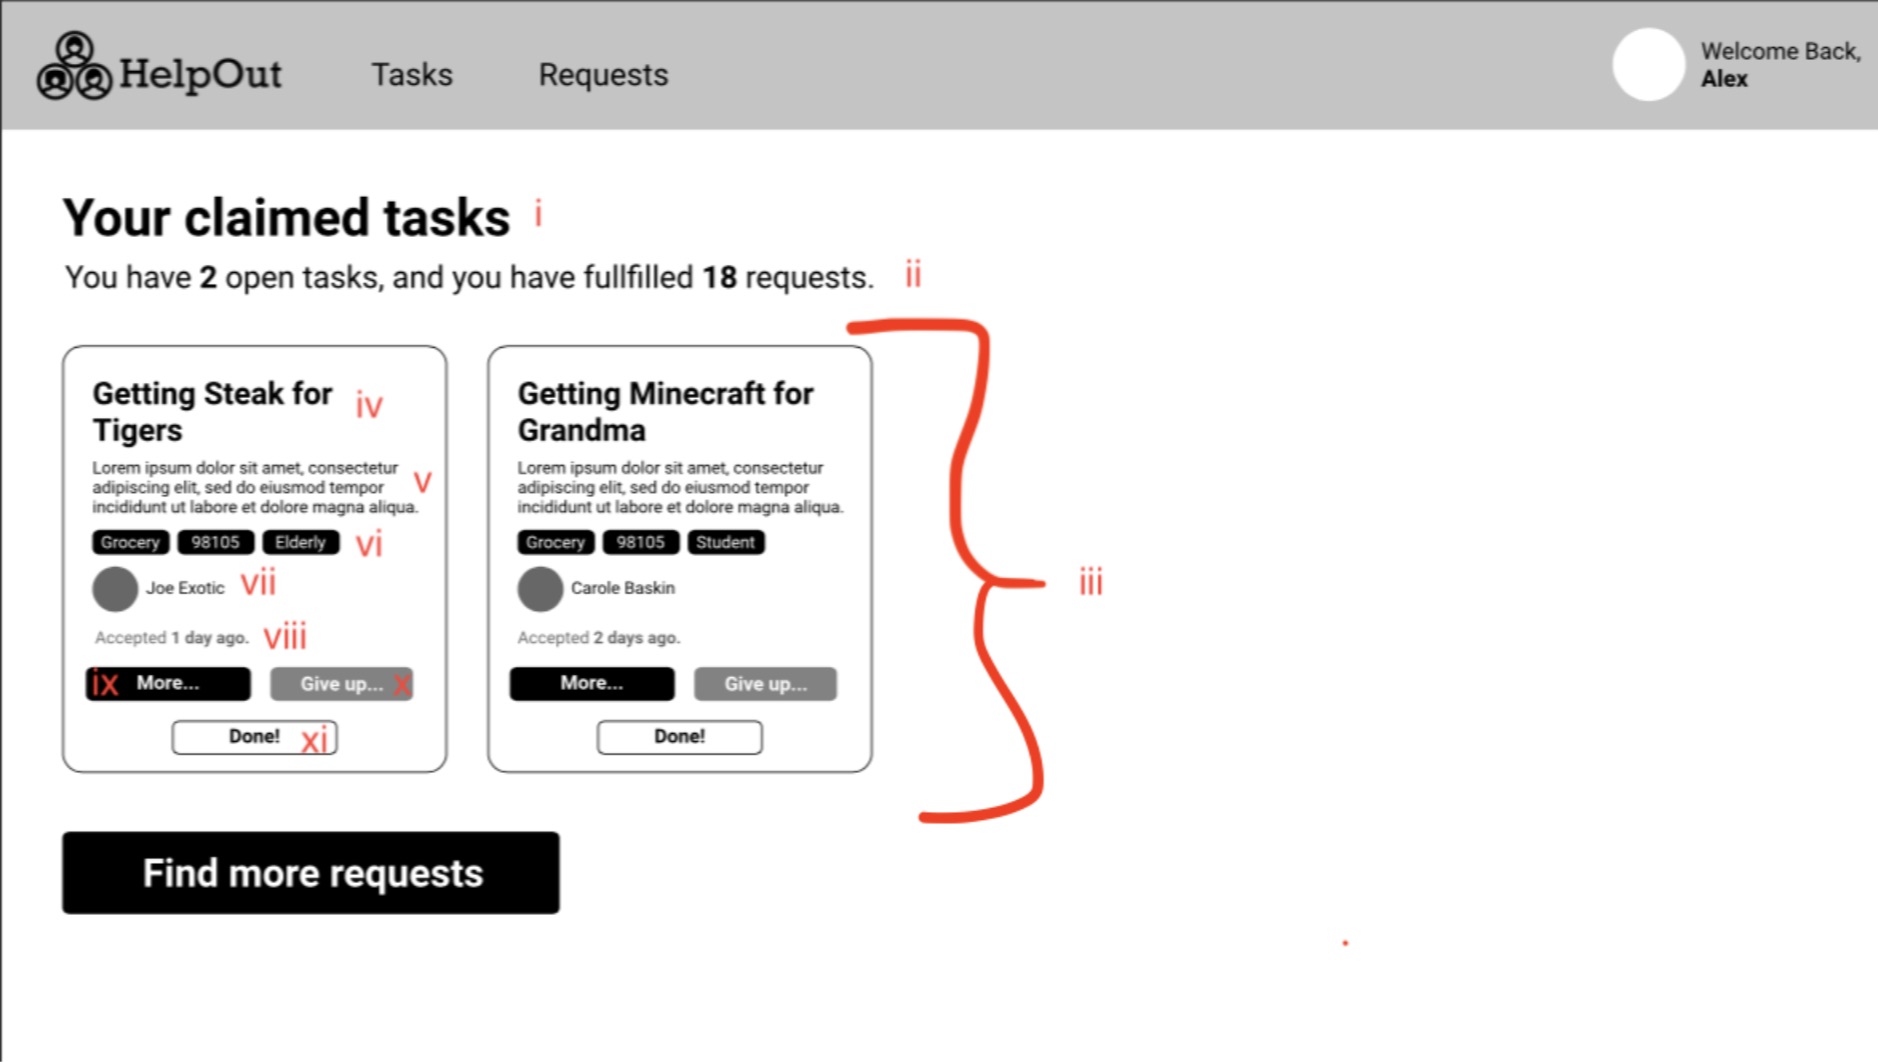 HelpOut Tasks Requests Welcome Back,
Alex
Your claimed tasks i
You have 2 open tasks, and you have fullfilled 18 requests. ii
Getting Steak for iv
Tigers
Lorem ipsum dolor sit amet, consectetur
adipiscing elit, sed do eiusmod tempor v
incididunt ut labore et dolore magna aliqua.
Grocery 98105 Elderly vi
Joe Exotic vii
Accepted 1 day ago. viii
ix More... Give up... x
Done! xi
Getting Minecraft for
Grandma
Lorem ipsum dolor sit amet, consectetur
adipiscing elit, sed do eiusmod tempor
incididunt ut labore et dolore magna aliqua.
Grocery 98105 Student
Carole Baskin
Accepted 2 days ago.
More... Give up...
Done!
iii
Find more requests